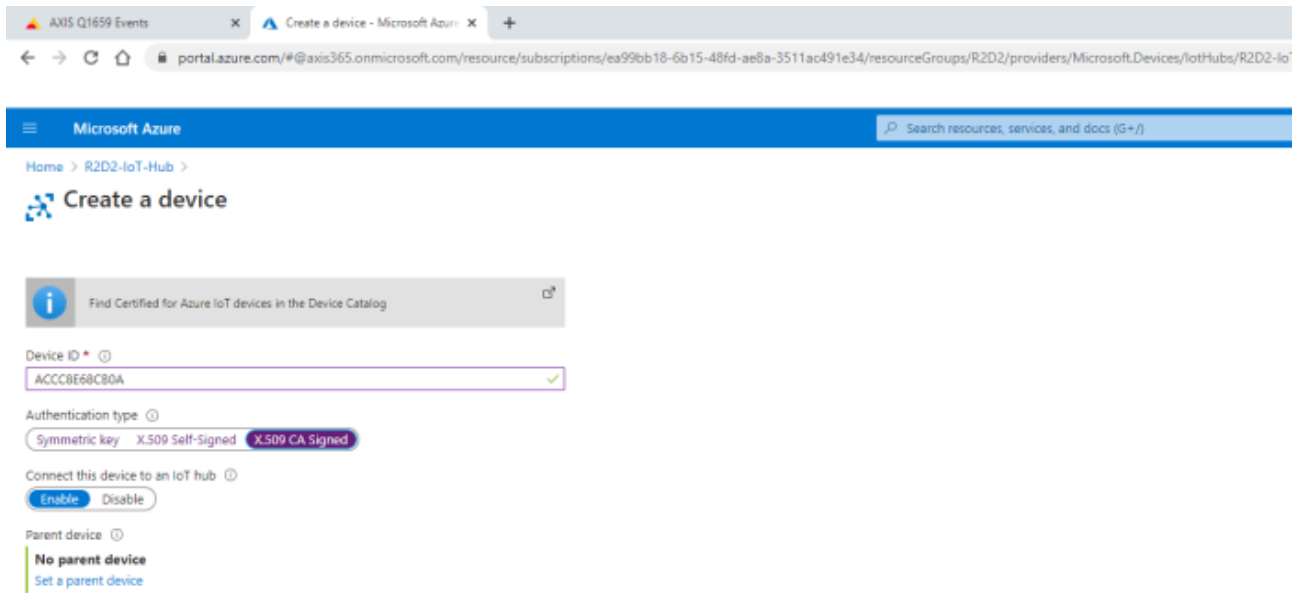 AXIS Q1659 Events
Create a device - Microsoft Azure
portal.azure.com/#@axis365.onmicrosoft.com/resource/subscriptions/ea99bb18-6b15-48fd-ae8a-3511ac491e34/resourceGroups/R2D2/providers/Microsoft.Devices/IotHubs/R2D2-IoT
Microsoft Azure
Search resources, services, and docs (G+/)
Home > R2D2-IoT-Hub >
Create a device
Find Certified for Azure IoT devices in the Device Catalog
Device ID *
ACCC8E68CB0A
Authentication type
Symmetric key X.509 Self-Signed X.509 CA Signed
Connect this device to an IoT hub
Enable Disable
Parent device
No parent device
Set a parent device